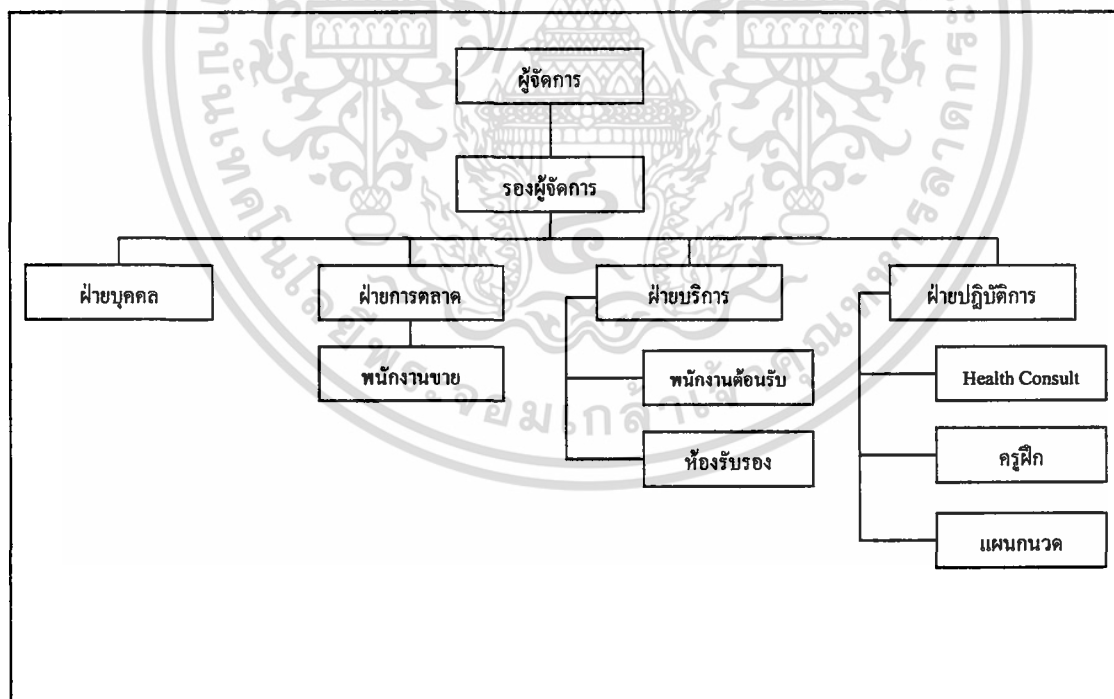 ผู้จัดการ
รองผู้จัดการ
ฝ่ายบุคคล
ฝ่ายการตลาด
ฝ่ายบริการ
ฝ่ายปฎิบัติการ
พนักงานขาย
พนักงานต้อนรับ
Health Consult
ห้องรับรอง
ครูฝึก
แผนกนวด